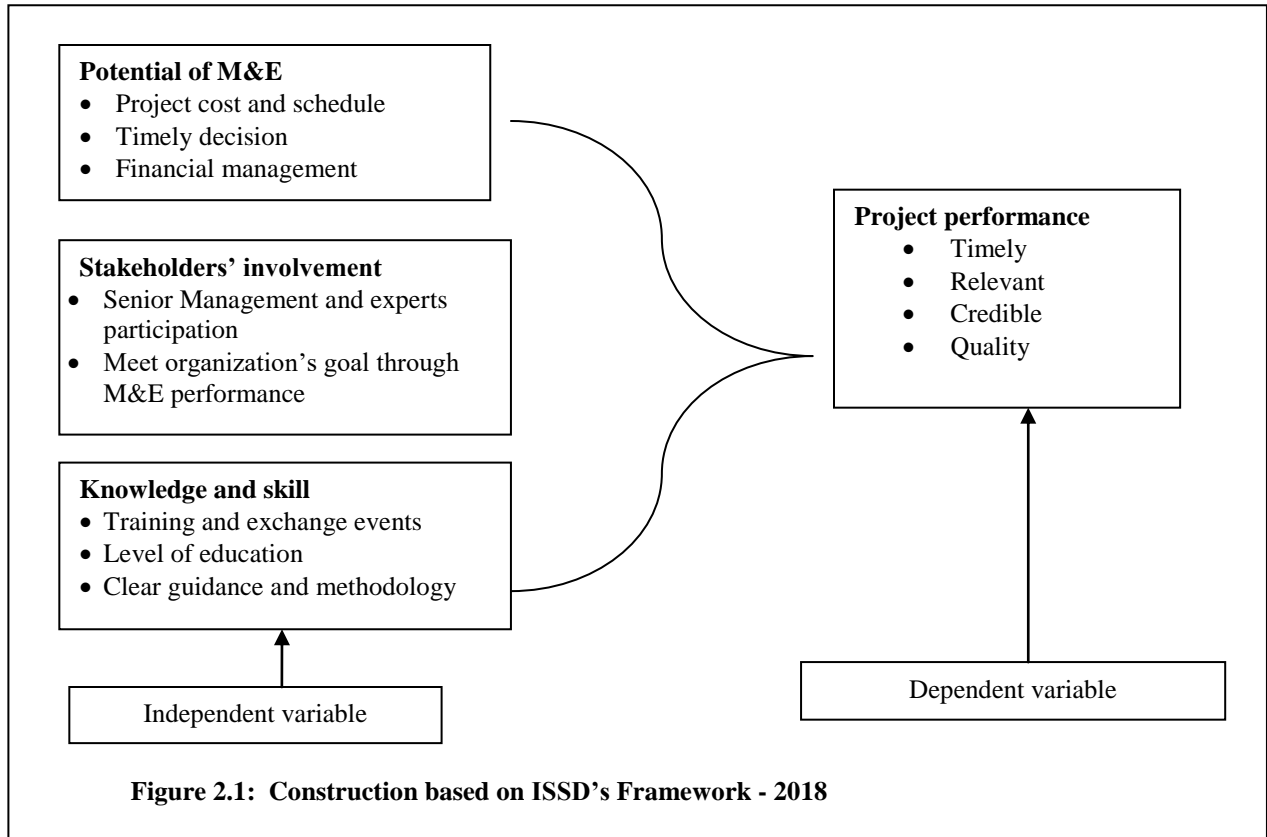 Potential of M&E
• Project cost and schedule
• Timely decision
• Financial management
Stakeholders’ involvement
• Senior Management and experts
participation
• Meet organization’s goal through
M&E performance
Knowledge and skill
• Training and exchange events
• Level of education
• Clear guidance and methodology
Independent variable
Project performance
• Timely
• Relevant
• Credible
• Quality
Dependent variable
Figure 2.1: Construction based on ISSD’s Framework - 2018